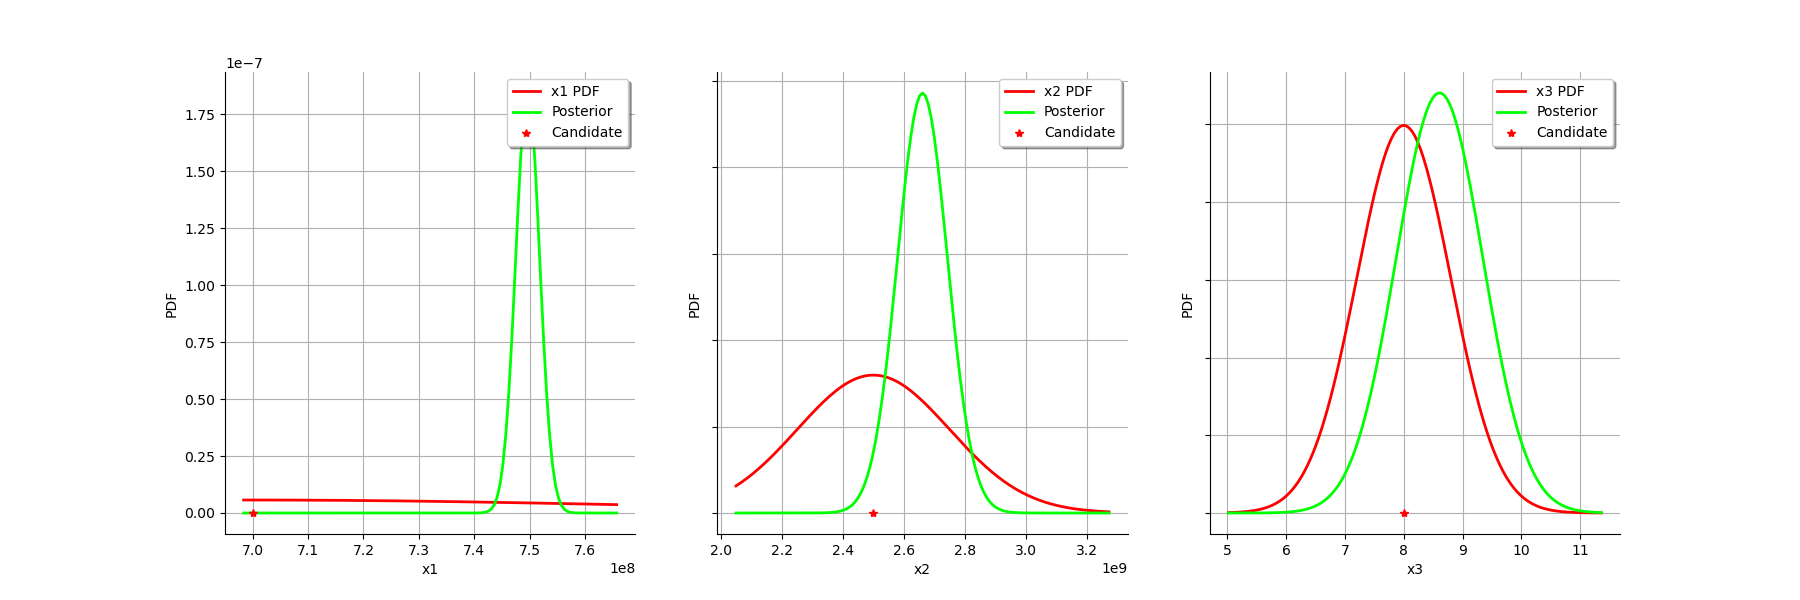 1e−7
x1 PDF
Posterior
Candidate
1.75
1.50
1.25
1.00
0.75
0.50
0.25
0.00
PDF
7.0 7.1 7.2 7.3 7.4 7.5 7.6
x1
1e8
x2 PDF
Posterior
Candidate
PDF
2.0 2.2 2.4 2.6 2.8 3.0 3.2
x2
1e9
x3 PDF
Posterior
Candidate
PDF
5 6 7 8 9 10 11
x3